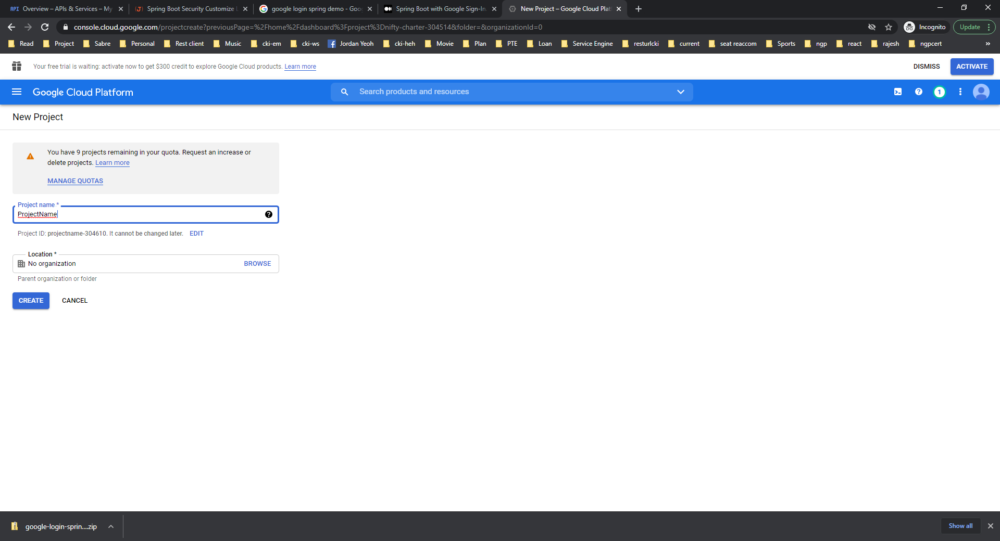 API Overview – APIs & Services – My
(J) Spring Boot Security Customize L
google login spring demo - Goog
Spring Boot with Google Sign-In,
New Project – Google Cloud Plat
console.cloud.google.com/projectcreate?previousPage=%2Fhome%2Fdashboard%3Fproject%3Dnifty-charter-304514&folder=&organizationId=0
Incognito
Update
Read
Project
Sabre
Personal
Rest client
Music
cki-em
cki-ws
Jordan Yeoh
cki-heh
Movie
Plan
PTE
Loan
Service Engine
resturlcki
current
seat reaccom
Sports
ngp
react
rajesh
ngpcert
»
Your free trial is waiting: activate now to get $300 credit to explore Google Cloud products. Learn more
DISMISS
ACTIVATE
Google Cloud Platform
Search products and resources
1
New Project
You have 9 projects remaining in your quota. Request an increase or
delete projects. Learn more
MANAGE QUOTAS
Project name *
ProjectName
Project ID: projectname-304610. It cannot be changed later. EDIT
Location *
No organization
BROWSE
Parent organization or folder
CREATE
CANCEL
google-login-sprin....zip
Show all